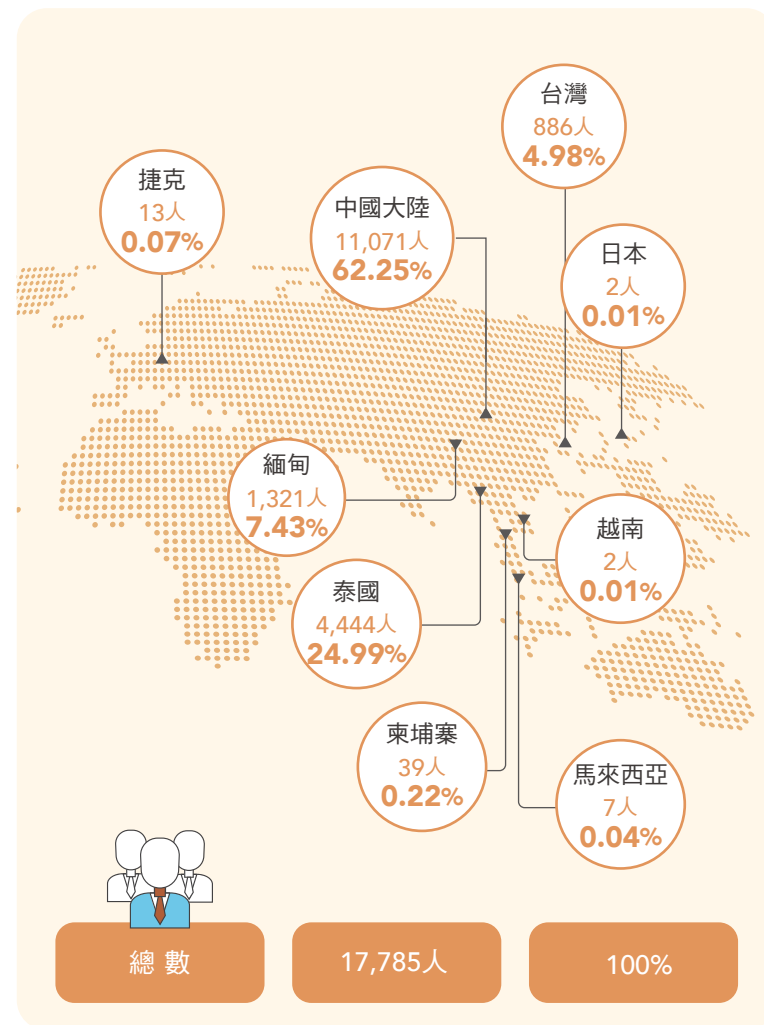 台灣
886人
4.98%
捷克
13人
0.07%
中國大陸
11,071人
62.25%
日本
2人
0.01%
緬甸
1,321人
7.43%
越南
2人
0.01%
泰國
4,444人
24.99%
柬埔寨
39人
0.22%
馬來西亞
7人
0.04%
總數
17,785人
100%